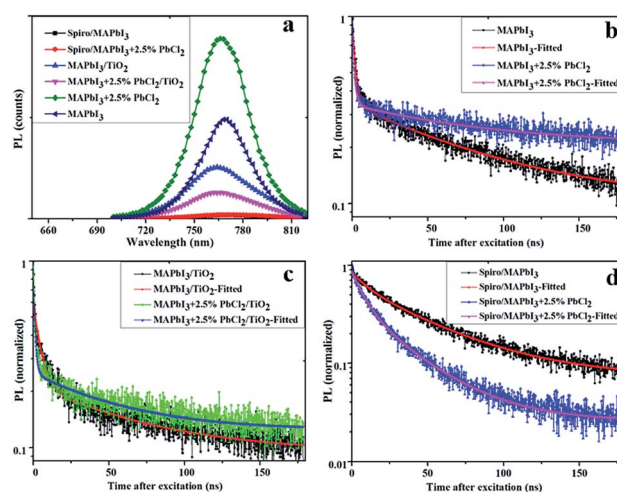 a
Spiro/MAPbI3
Spiro/MAPbI3+2.5% PbCl2
MAPbI3/TiO2
MAPbI3+2.5% PbCl2/TiO2
MAPbI3+2.5% PbCl2
MAPbI3
PL (counts)
650 690 730 765 800
Wavelength (nm)
b
MAPbI3
MAPbI3-Fitted
MAPbI3+2.5% PbCl2
MAPbI3+2.5% PbCl2-Fitted
PL (normalized)
1
0.1
0 50 100 150
Time after excitation (ns)
c
MAPbI3/TiO2
MAPbI3/TiO2-Fitted
MAPbI3+2.5% PbCl2/TiO2
MAPbI3+2.5% PbCl2/TiO2-Fitted
PL (normalized)
1
0.1
0 50 100 150
Time after excitation (ns)
d
Spiro/MAPbI3
Spiro/MAPbI3-Fitted
Spiro/MAPbI3+2.5% PbCl2
Spiro/MAPbI3+2.5% PbCl2-Fitted
PL (normalized)
1
0.1
0.01
0 50 100 150
Time after excitation (ns)